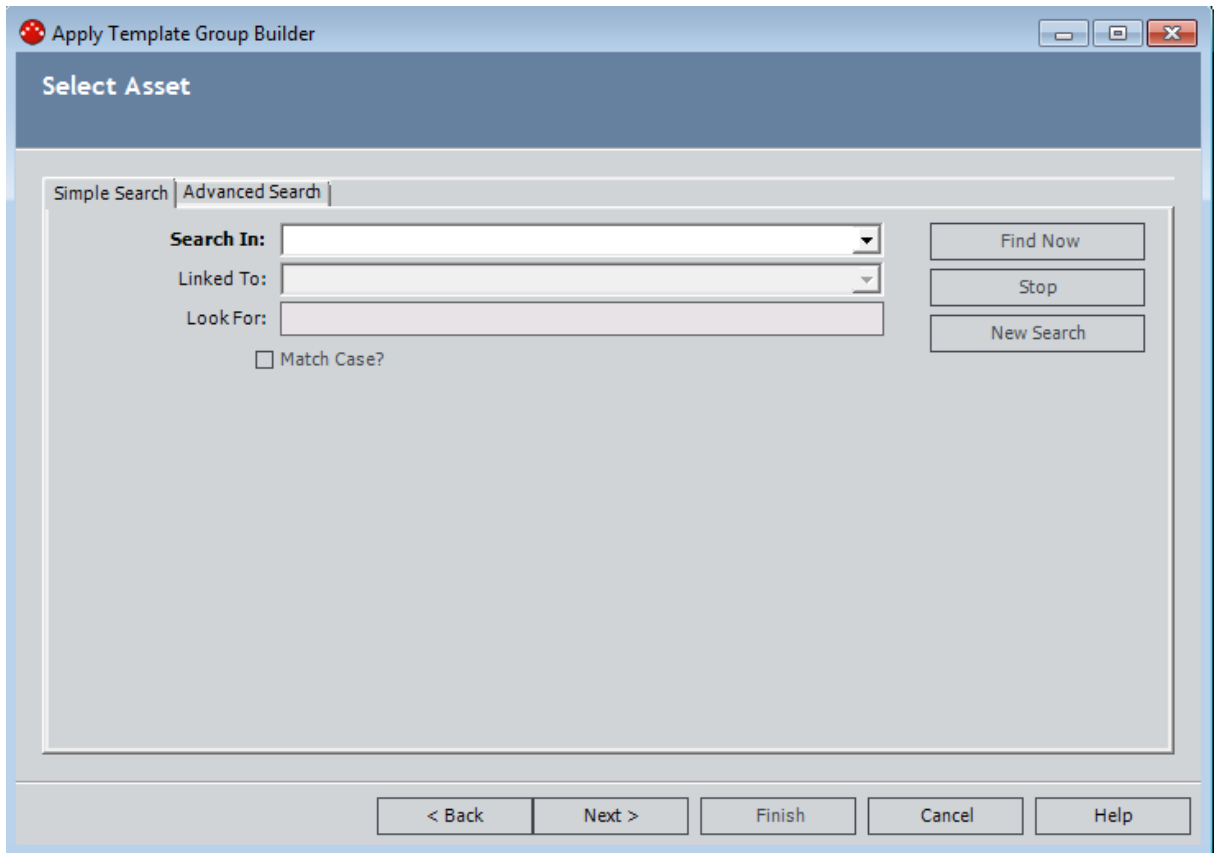 Apply Template Group Builder
Select Asset
Simple Search Advanced Search
Search In:
Find Now
Linked To:
Stop
Look For:
New Search
Match Case?
< Back Next > Finish Cancel Help